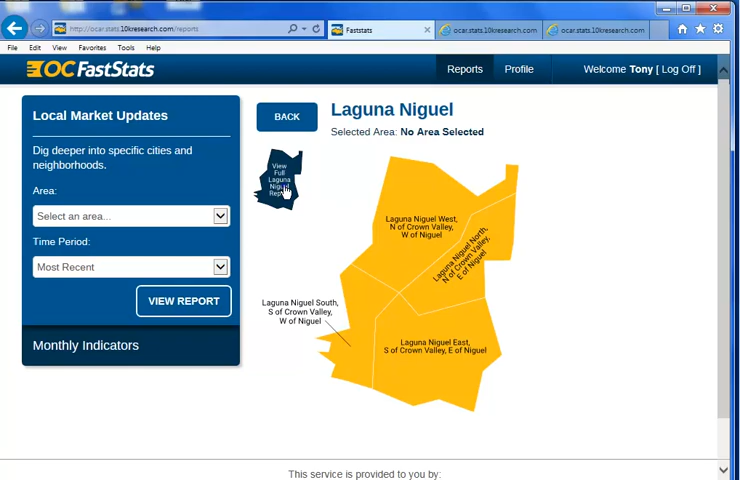 http://ocar.stats.10kresearch.com/reports
Faststats
ocar.stats.10kresearch.com
ocar.stats.10kresearch.com
File Edit View Favorites Tools Help
OC FASTSTATS
Reports Profile Welcome Tony [ Log Off ]
Local Market Updates
Dig deeper into specific cities and
neighborhoods.
Area:
Select an area...
Time Period:
Most Recent
VIEW REPORT
Monthly Indicators
BACK
Laguna Niguel
Selected Area: No Area Selected
View
Full
Laguna
Niguel
Laguna Niguel West,
N of Crown Valley,
W of Niguel
Laguna Niguel North,
N of Crown Valley,
E of Niguel
Laguna Niguel South,
S of Crown Valley,
W of Niguel
Laguna Niguel East,
S of Crown Valley, E of Niguel
This service is provided to you by: